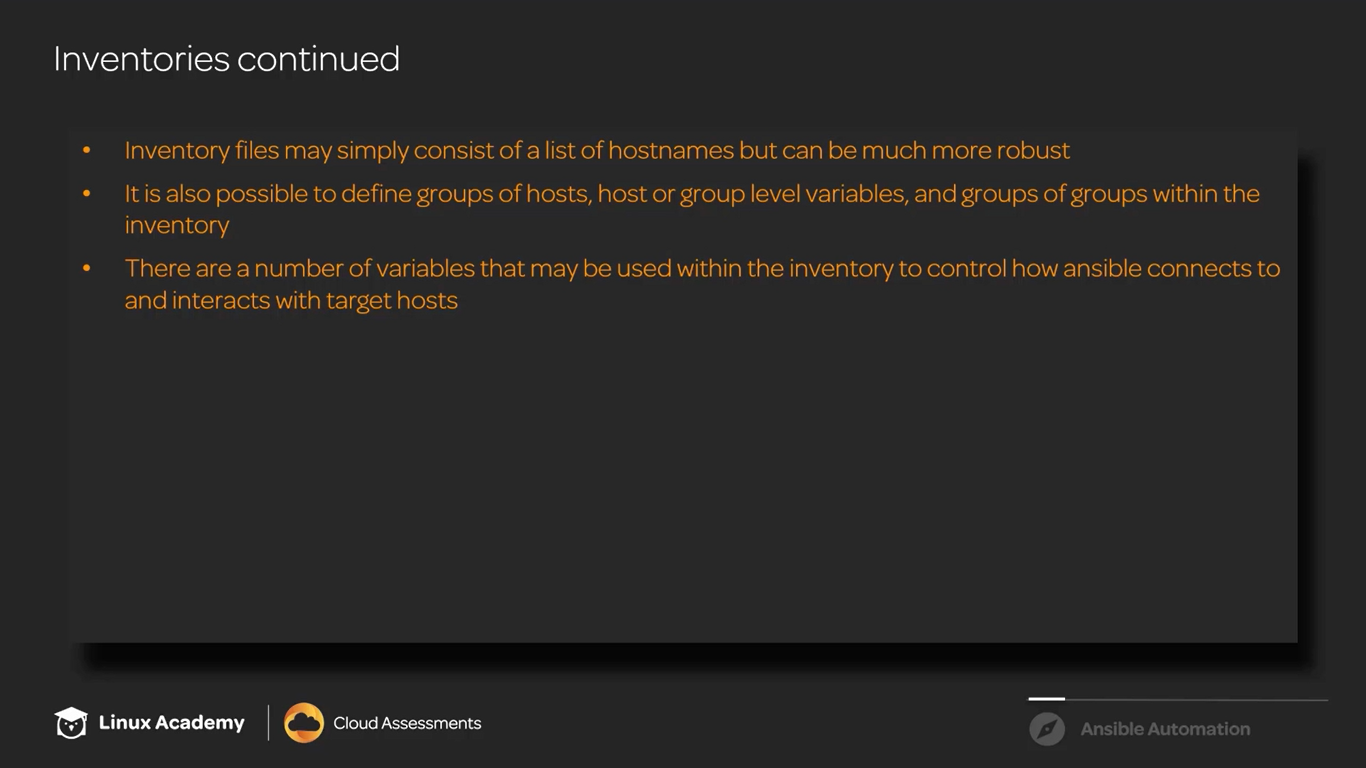 Inventories continued
• Inventory files may simply consist of a list of hostnames but can be much more robust
• It is also possible to define groups of hosts, host or group level variables, and groups of groups within the
inventory
• There are a number of variables that may be used within the inventory to control how ansible connects to
and interacts with target hosts
Linux Academy
Cloud Assessments
Ansible Automation